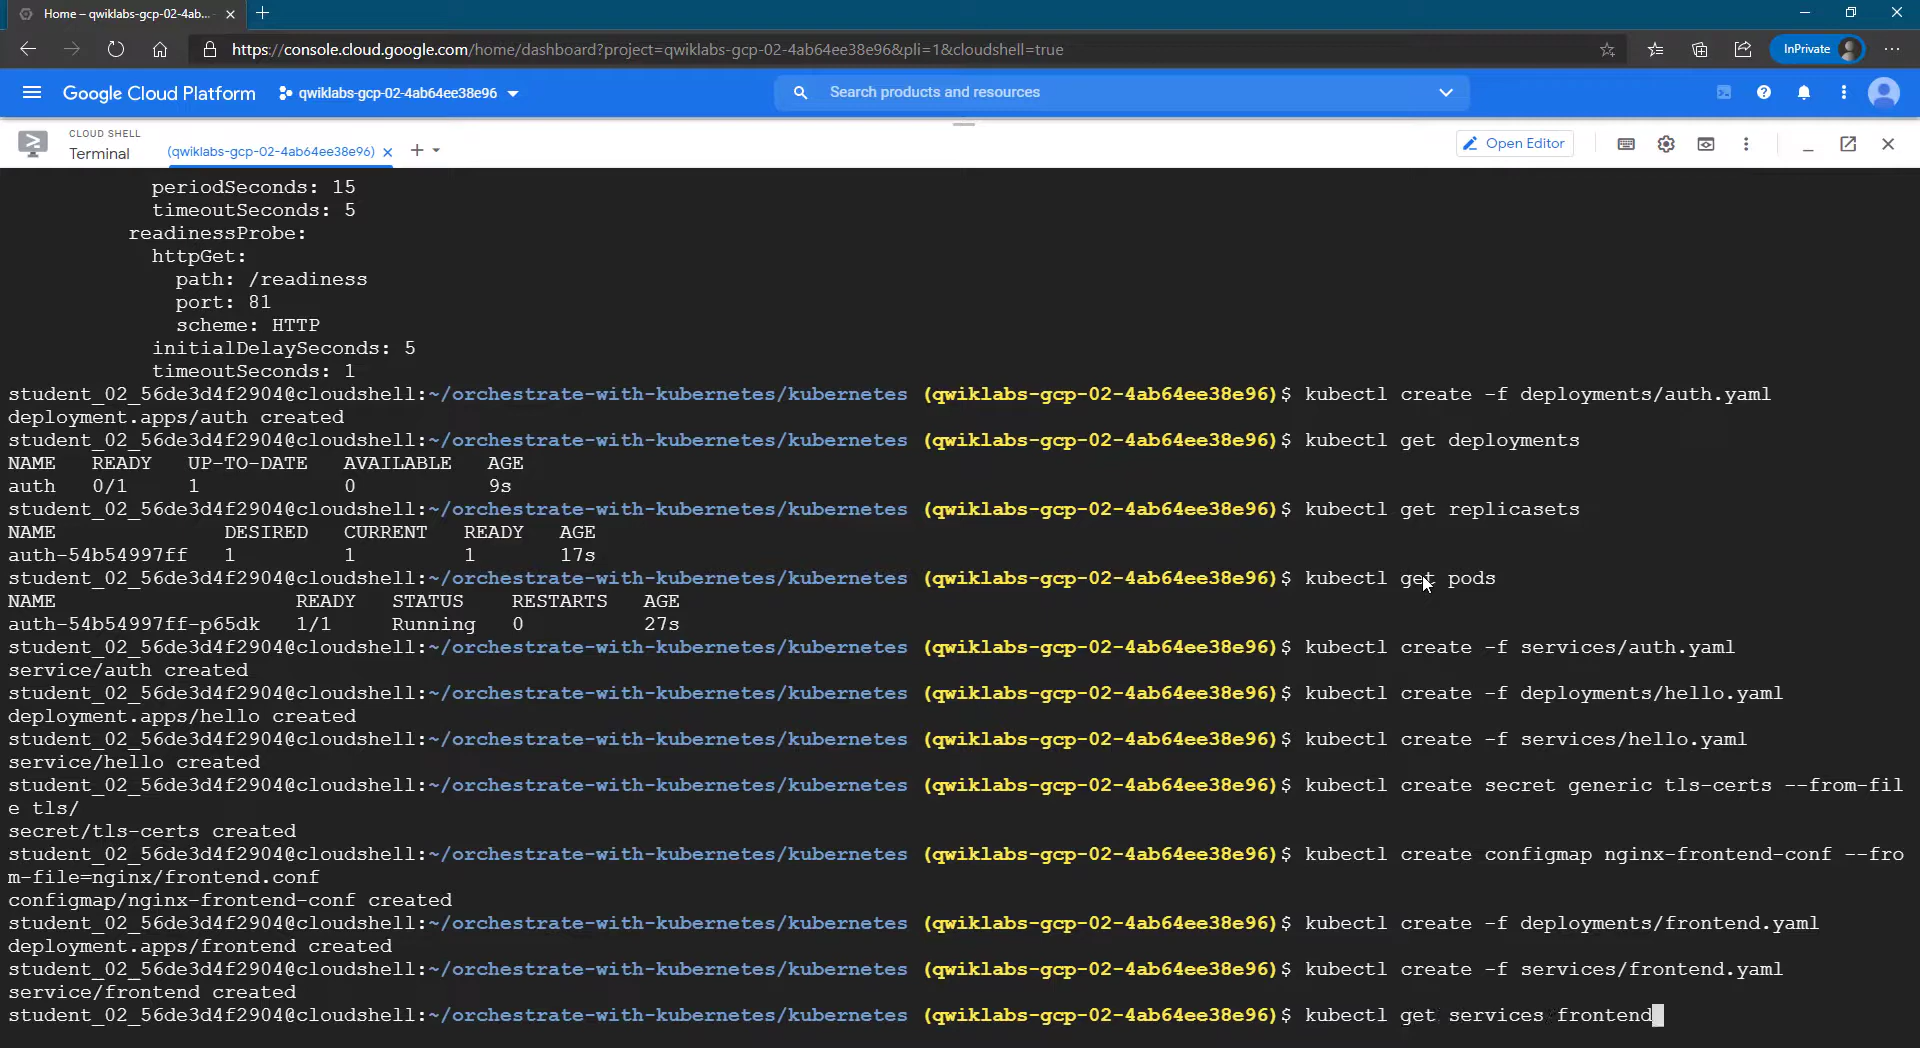 Home – qwiklabs-gcp-02-4ab...
https://console.cloud.google.com/home/dashboard?project=qwiklabs-gcp-02-4ab64ee38e96&pli=1&cloudshell=true
InPrivate
Google Cloud Platform
qwiklabs-gcp-02-4ab64ee38e96
Search products and resources
CLOUD SHELL
Terminal
(qwiklabs-gcp-02-4ab64ee38e96)
Open Editor
periodSeconds: 15
timeoutSeconds: 5
readinessProbe:
httpGet:
path: /readiness
port: 81
scheme: HTTP
initialDelaySeconds: 5
timeoutSeconds: 1
student_02_56de3d4f2904@cloudshell:~/orchestrate-with-kubernetes/kubernetes (qwiklabs-gcp-02-4ab64ee38e96)$ kubectl create -f deployments/auth.yaml
deployment.apps/auth created
student_02_56de3d4f2904@cloudshell:~/orchestrate-with-kubernetes/kubernetes (qwiklabs-gcp-02-4ab64ee38e96)$ kubectl get deployments
NAME READY UP-TO-DATE AVAILABLE AGE
auth 0/1 1 0 9s
student_02_56de3d4f2904@cloudshell:~/orchestrate-with-kubernetes/kubernetes (qwiklabs-gcp-02-4ab64ee38e96)$ kubectl get replicasets
NAME DESIRED CURRENT READY AGE
auth-54b54997ff 1 1 1 17s
student_02_56de3d4f2904@cloudshell:~/orchestrate-with-kubernetes/kubernetes (qwiklabs-gcp-02-4ab64ee38e96)$ kubectl get pods
NAME READY STATUS RESTARTS AGE
auth-54b54997ff-p65dk 1/1 Running 0 27s
student_02_56de3d4f2904@cloudshell:~/orchestrate-with-kubernetes/kubernetes (qwiklabs-gcp-02-4ab64ee38e96)$ kubectl create -f services/auth.yaml
service/auth created
student_02_56de3d4f2904@cloudshell:~/orchestrate-with-kubernetes/kubernetes (qwiklabs-gcp-02-4ab64ee38e96)$ kubectl create -f deployments/hello.yaml
deployment.apps/hello created
student_02_56de3d4f2904@cloudshell:~/orchestrate-with-kubernetes/kubernetes (qwiklabs-gcp-02-4ab64ee38e96)$ kubectl create -f services/hello.yaml
service/hello created
student_02_56de3d4f2904@cloudshell:~/orchestrate-with-kubernetes/kubernetes (qwiklabs-gcp-02-4ab64ee38e96)$ kubectl create secret generic tls-certs --from-fil
e tls/
secret/tls-certs created
student_02_56de3d4f2904@cloudshell:~/orchestrate-with-kubernetes/kubernetes (qwiklabs-gcp-02-4ab64ee38e96)$ kubectl create configmap nginx-frontend-conf --fro
m-file=nginx/frontend.conf
configmap/nginx-frontend-conf created
student_02_56de3d4f2904@cloudshell:~/orchestrate-with-kubernetes/kubernetes (qwiklabs-gcp-02-4ab64ee38e96)$ kubectl create -f deployments/frontend.yaml
deployment.apps/frontend created
student_02_56de3d4f2904@cloudshell:~/orchestrate-with-kubernetes/kubernetes (qwiklabs-gcp-02-4ab64ee38e96)$ kubectl create -f services/frontend.yaml
service/frontend created
student_02_56de3d4f2904@cloudshell:~/orchestrate-with-kubernetes/kubernetes (qwiklabs-gcp-02-4ab64ee38e96)$ kubectl get services frontend